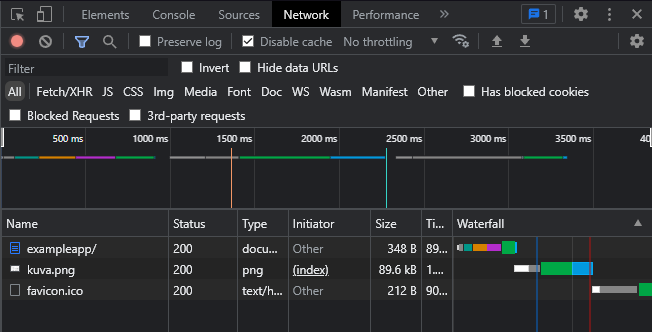 Elements Console Sources Network Performance » 1
Preserve log Disable cache No throttling
Filter Invert Hide data URLs
All Fetch/XHR JS CSS Img Media Font Doc WS Wasm Manifest Other Has blocked cookies
Blocked Requests 3rd-party requests
500 ms 1000 ms 1500 ms 2000 ms 2500 ms 3000 ms 3500 ms 40
Name Status Type Initiator Size Ti... Waterfall
exampleapp/ 200 docu... Other 348 B 89...
kuva.png 200 png (index) 89.6 kB 1....
favicon.ico 200 text/h... Other 212 B 90...